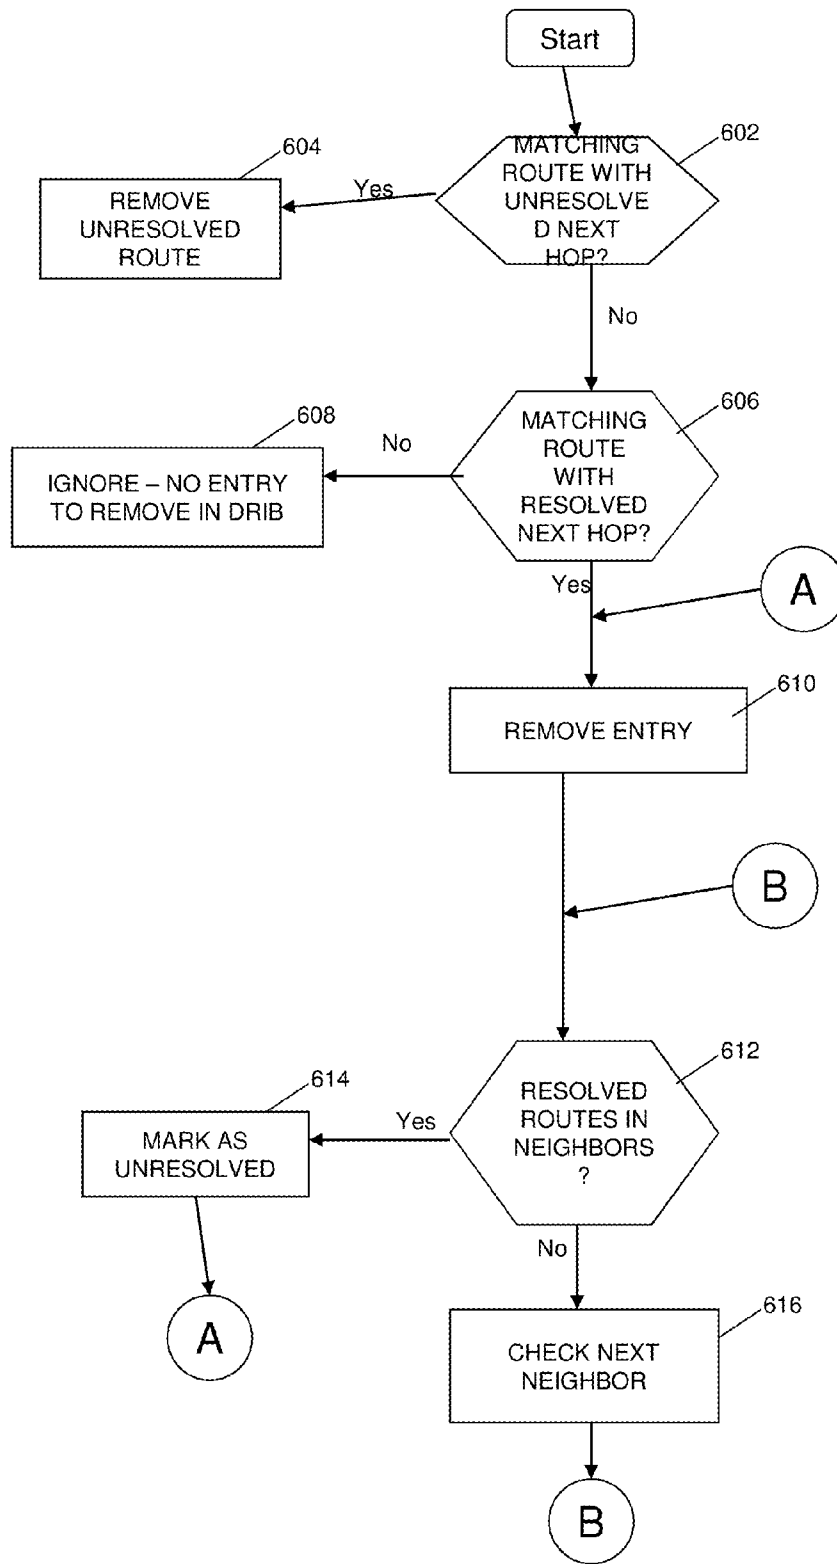 Start
602
MATCHING
ROUTE WITH
UNRESOLVE
D NEXT
HOP?
604
Yes
REMOVE
UNRESOLVED
ROUTE
No
606
MATCHING
ROUTE
WITH
RESOLVED
NEXT HOP?
608
No
IGNORE – NO ENTRY
TO REMOVE IN DRIB
Yes
A
610
REMOVE ENTRY
B
612
RESOLVED
ROUTES IN
NEIGHBORS
?
614
Yes
MARK AS
UNRESOLVED
No
A
616
CHECK NEXT
NEIGHBOR
B